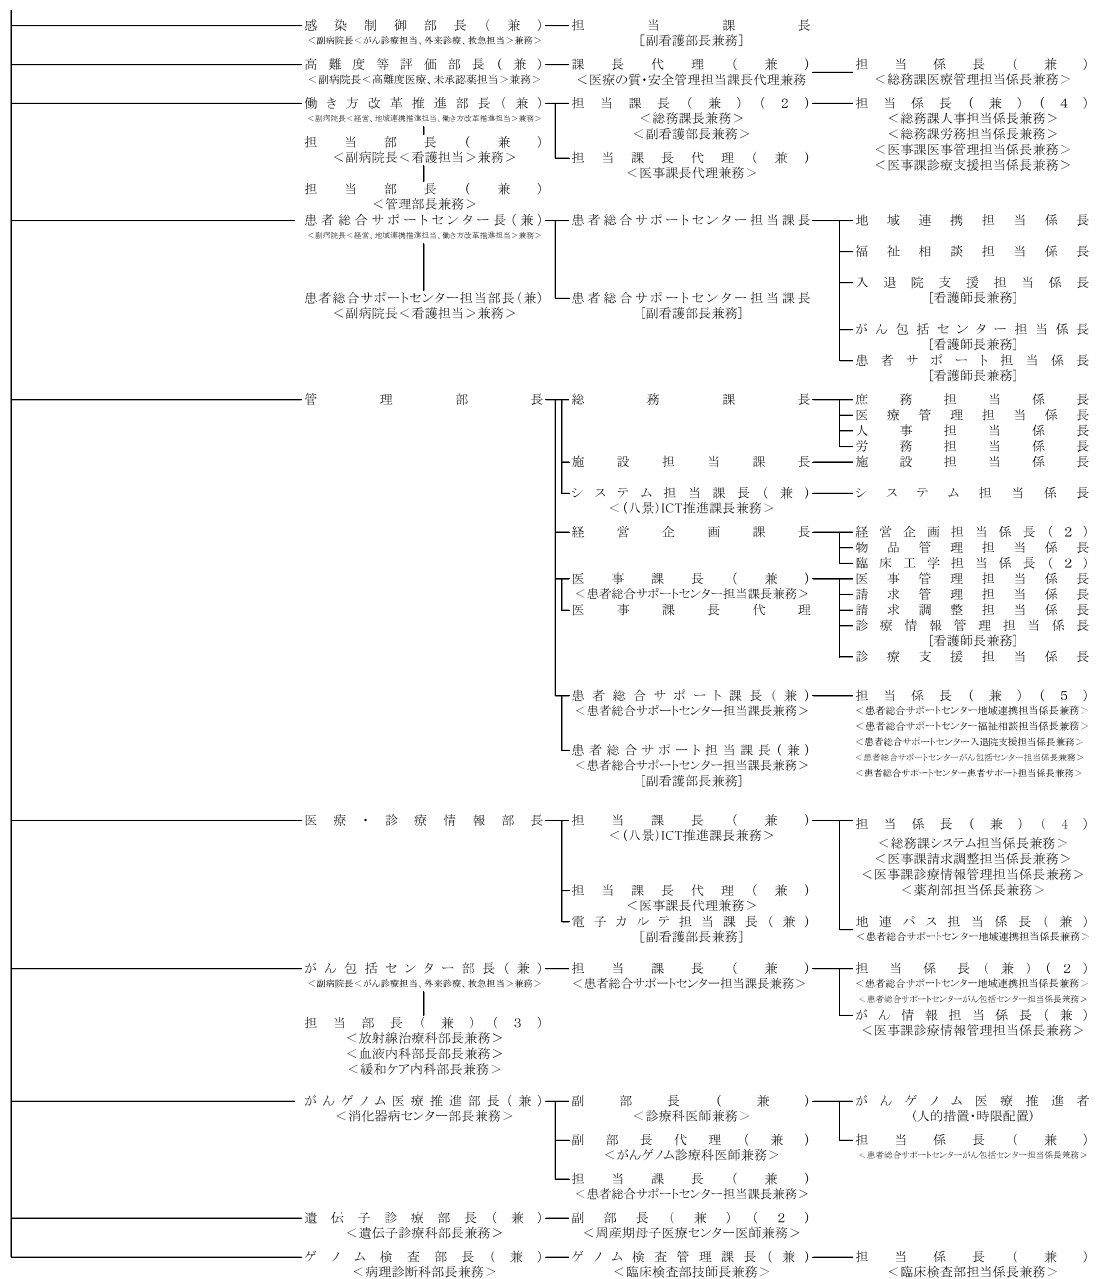 感染制御部長(兼) 担当課長
<副病院長<がん診療担当、外来診療、救急担当>兼務> [副看護部長兼務]
高難度等評価部長(兼) 課長代理(兼) 担当係長(兼)
<副病院長<高難度医療、未承認薬担当>兼務> <医療の質・安全管理担当課長代理兼務 <総務課医療管理担当係長兼務>
働き方改革推進部長(兼) 担当課長(兼)(2) 担当係長(兼)(4)
<副病院長<経営、地域連携推進担当、働き方改革推進担当>兼務> <総務課長兼務> <総務課人事担当係長兼務>
<副看護部長兼務> <総務課労務担当係長兼務>
担当部長(兼) <医事課医事管理担当係長兼務>
<副病院長<看護担当>兼務> 担当課長代理(兼) <医事課診療支援担当係長兼務>
<医事課長代理兼務>
担当部長(兼)
<管理部長兼務>
患者総合サポートセンター長(兼) 患者総合サポートセンター担当課長 地域連携担当係長
<副病院長<経営、地域連携推進担当、働き方改革推進担当>兼務>
福祉相談担当係長
入退院支援担当係長
患者総合サポートセンター担当部長(兼) 患者総合サポートセンター担当課長 [看護師長兼務]
<副病院長<看護担当>兼務> [副看護部長兼務]
がん包括センター担当係長
[看護師長兼務]
患者サポート担当係長
[看護師長兼務]
管理部長 総務課長 庶務担当係長
医療管理担当係長
人事担当係長
労務担当係長
施設担当課長 施設担当係長
システム担当課長(兼) システム担当係長
<(八景)ICT推進課長兼務>
経営企画課長 経営企画担当係長(2)
物品管理担当係長
臨床工学担当係長(2)
医事課長(兼) 医事管理担当係長
<患者総合サポートセンター担当課長兼務> 請求管理担当係長
医事課長代理 請求調整担当係長
診療情報管理担当係長
[看護師長兼務]
診療支援担当係長
患者総合サポート課長(兼) 担当係長(兼)(5)
<患者総合サポートセンター担当課長兼務> <患者総合サポートセンター地域連携担当係長兼務>
<患者総合サポートセンター福祉相談担当係長兼務>
<患者総合サポートセンター入退院支援担当係長兼務>
患者総合サポート担当課長(兼) <患者総合サポートセンターがん包括センター担当係長兼務>
<患者総合サポートセンター担当課長兼務> <患者総合サポートセンター患者サポート担当係長兼務>
[副看護部長兼務]
医療・診療情報部長 担当課長(兼) 担当係長(兼)(4)
<(八景)ICT推進課長兼務> <総務課システム担当係長兼務>
<医事課請求調整担当係長兼務>
<医事課診療情報管理担当係長兼務>
担当課長代理(兼) <薬剤部担当係長兼務>
<医事課長代理兼務>
電子カルテ担当課長(兼) 地連パス担当係長(兼)
[副看護部長兼務] <患者総合サポートセンター地域連携担当係長兼務>
がん包括センター部長(兼) 担当課長(兼) 担当係長(兼)(2)
<副病院長<がん診療担当、外来診療、救急担当>兼務> <患者総合サポートセンター担当課長兼務> <患者総合サポートセンター地域連携担当係長兼務>
<患者総合サポートセンターがん包括センター担当係長兼務>
担当部長(兼)(3) がん情報担当係長(兼)
<放射線治療科部長兼務> <医事課診療情報管理担当係長兼務>
<血液内科部長部長兼務>
<緩和ケア内科部長兼務>
がんゲノム医療推進部長(兼) 副部長(兼) がんゲノム医療推進者
<消化器病センター部長兼務> <診療科医師兼務> (人的措置・時限配置)
副部長代理(兼) 担当係長(兼)
<がんゲノム診療科医師兼務> <患者総合サポートセンターがん包括センター担当係長兼務>
担当課長(兼)
<患者総合サポートセンター担当課長兼務>
遺伝子診療部長(兼) 副部長(兼)(2)
<遺伝子診療科部長兼務> <周産期母子医療センター医師兼務>
ゲノム検査部長(兼) ゲノム検査管理課長(兼) 担当係長(兼)
<病理診断科部長兼務> <臨床検査部技師長兼務> <臨床検査部担当係長兼務>